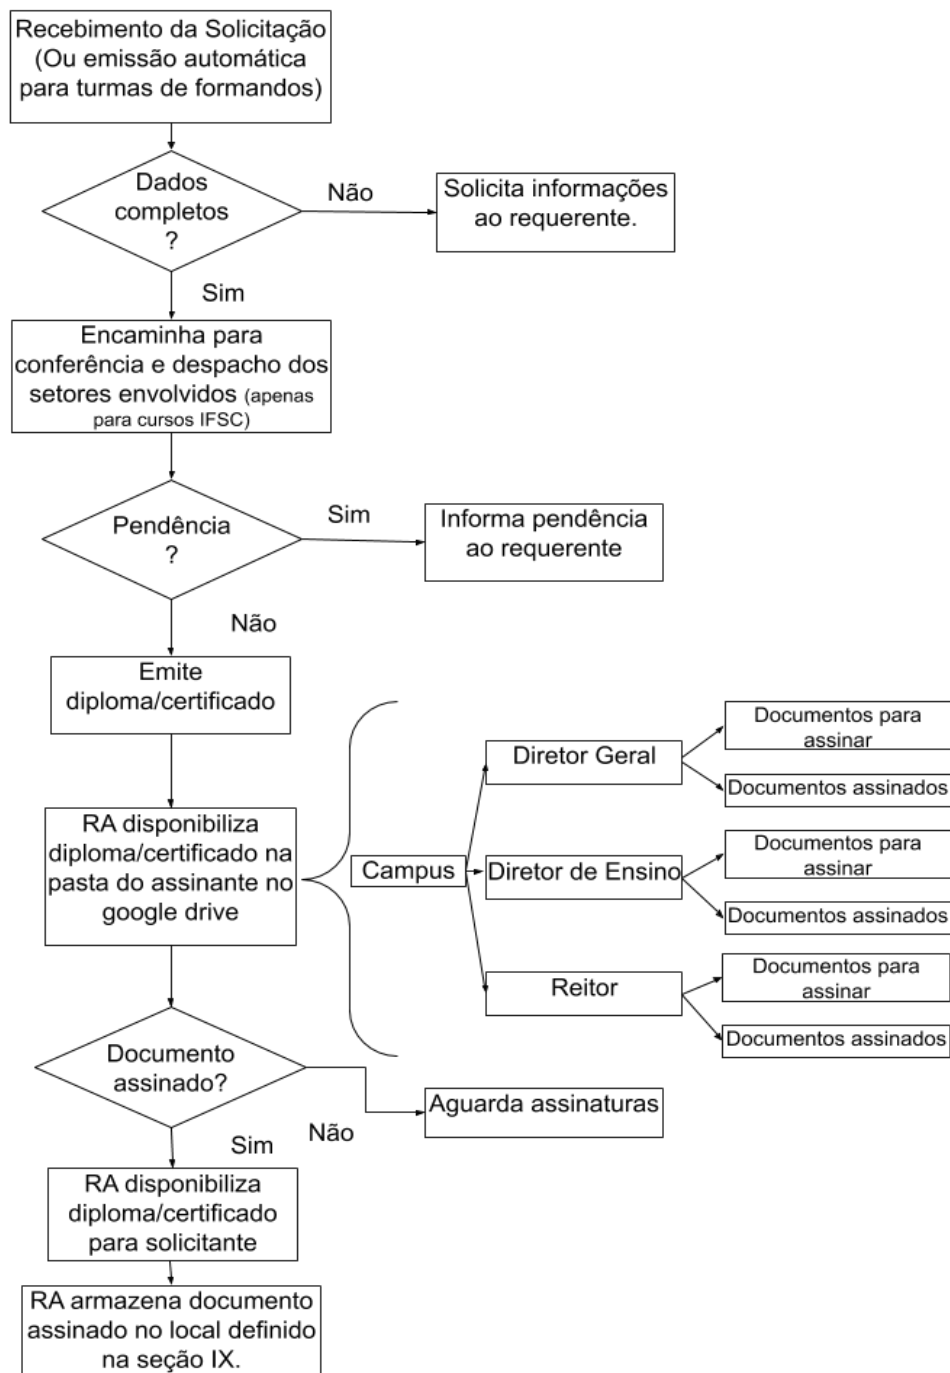 Recebimento da Solicitação
(Ou emissão automática
para turmas de formandos)
Dados
completos
?
Não
Solicita informações
ao requerente.
Sim
Encaminha para
conferência e despacho dos
setores envolvidos (apenas
para cursos IFSC)
Pendência
?
Sim
Informa pendência
ao requerente
Não
Emite
diploma/certificado
RA disponibiliza
diploma/certificado na
pasta do assinante no
google drive
Campus
Diretor Geral
Documentos para
assinar
Documentos assinados
Diretor de Ensino
Documentos para
assinar
Documentos assinados
Reitor
Documentos para
assinar
Documentos assinados
Documento
assinado?
Não
Aguarda assinaturas
Sim
RA disponibiliza
diploma/certificado
para solicitante
RA armazena documento
assinado no local definido
na seção IX.